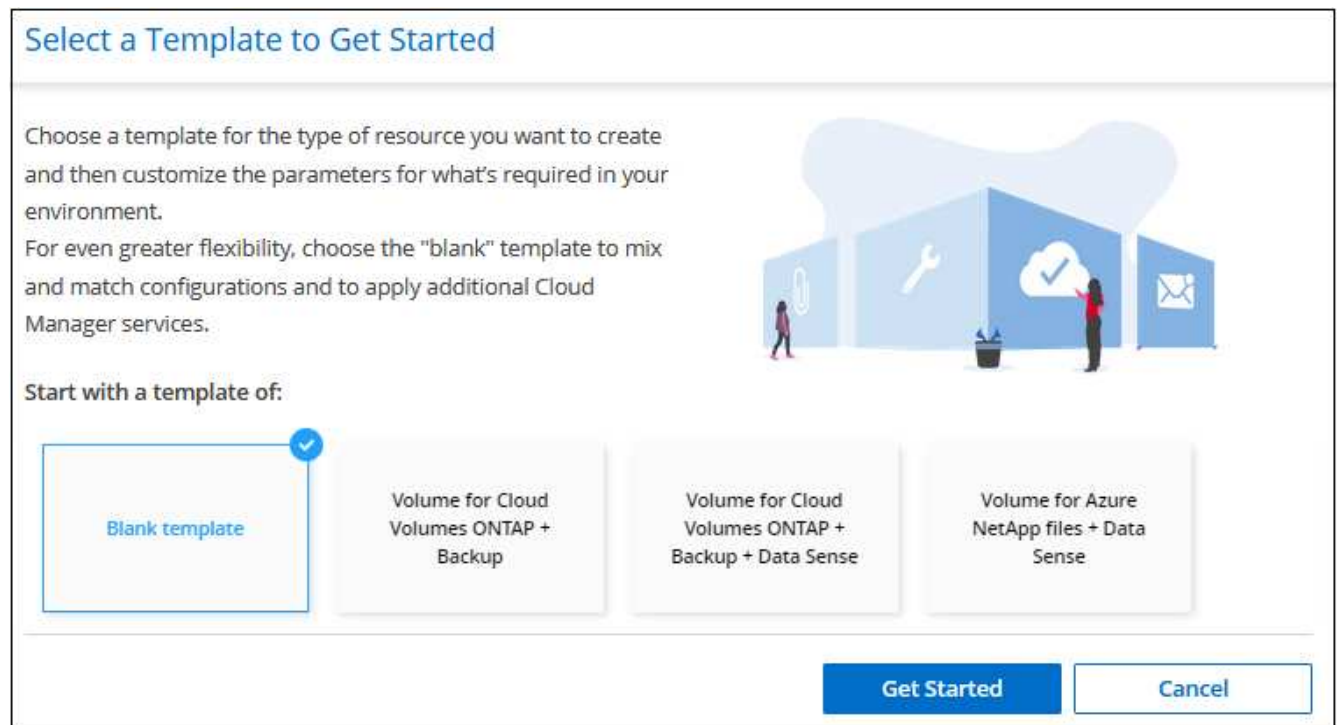 Select a Template to Get Started
Choose a template for the type of resource you want to create
and then customize the parameters for what's required in your
environment.
For even greater flexibility, choose the "blank" template to mix
and match configurations and to apply additional Cloud
Manager services.
Start with a template of:
Blank template
Volume for Cloud
Volumes ONTAP +
Backup
Volume for Cloud
Volumes ONTAP +
Backup + Data Sense
Volume for Azure
NetApp files + Data
Sense
Get Started
Cancel